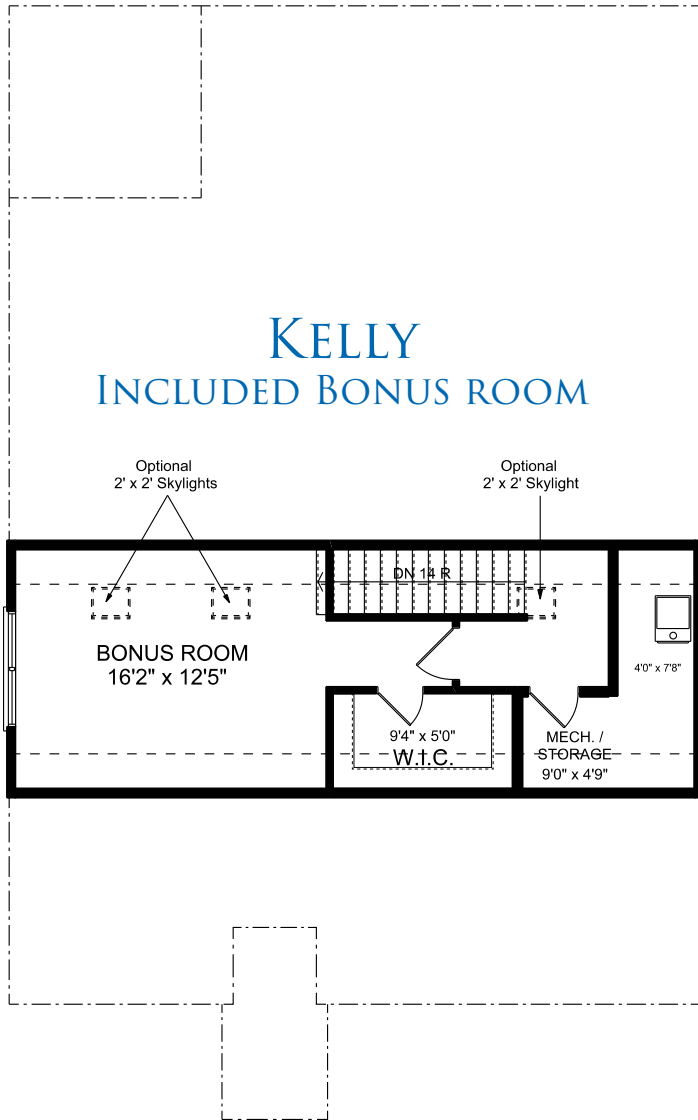 KELLY
INCLUDED BONUS ROOM
Optional
2' x 2' Skylights
Optional
2' x 2' Skylight
DN 14 R
BONUS ROOM
16'2" x 12'5"
4'0" x 7'8"
9'4" x 5'0"
W.I.C.
MECH. /
STORAGE
9'0" x 4'9"